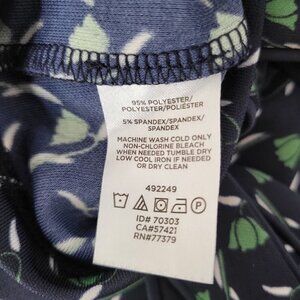 95% POLYESTER/
POLYESTER/POLIÉSTER
5% SPANDEX/SPANDEX/
SPANDEX
MACHINE WASH COLD ONLY
NON-CHLORINE BLEACH
WHEN NEEDED TUMBLE DRY
LOW COOL IRON IF NEEDED
OR DRY CLEAN
492249
P
ID# 70303
CA#57421
RN#77379